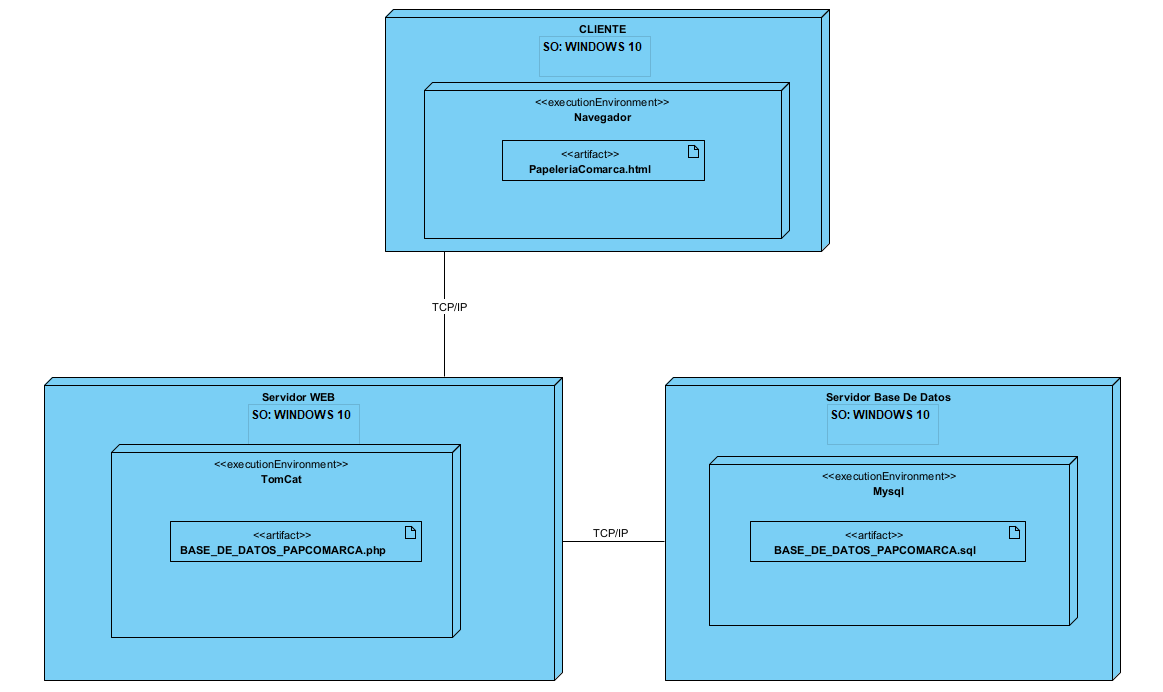 CLIENTE
SO: WINDOWS 10
<<executionEnvironment>>
Navegador
<<artifact>>
PapeleriaComarca.html
TCP/IP
Servidor WEB
SO: WINDOWS 10
<<executionEnvironment>>
TomCat
<<artifact>>
BASE_DE_DATOS_PAPCOMARCA.php
TCP/IP
Servidor Base De Datos
SO: WINDOWS 10
<<executionEnvironment>>
Mysql
<<artifact>>
BASE_DE_DATOS_PAPCOMARCA.sql